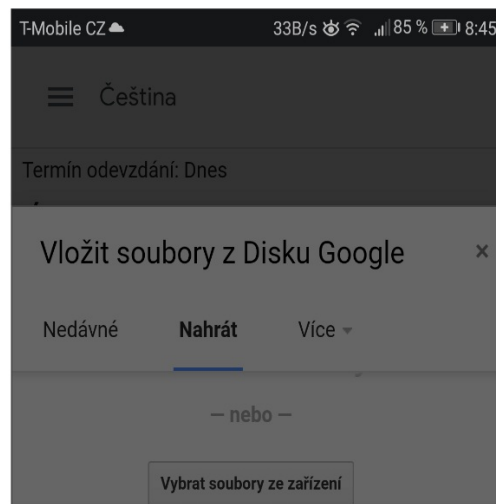 T-Mobile CZ 33B/s 85 % 8:45
Čeština
Termín odevzdání: Dnes
Vložit soubory z Disku Google ×
Nedávné Nahrát Více
— nebo —
Vybrat soubory ze zařízení